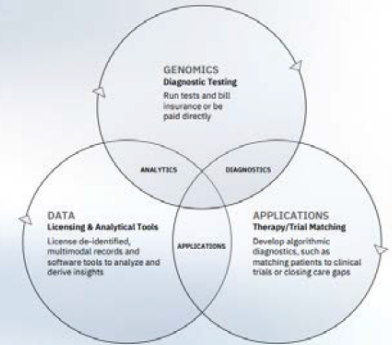 GENOMICS
Diagnostic Testing
Run tests and bill
insurance or be
paid directly
ANALYTICS
DIAGNOSTICS
DATA
Licensing & Analytical Tools
License de-identified,
multimodal records and
software tools to analyze and
derive insights
APPLICATIONS
APPLICATIONS
Therapy/Trial Matching
Develop algorithmic
diagnostics, such as
matching patients to clinical
trials or closing care gaps